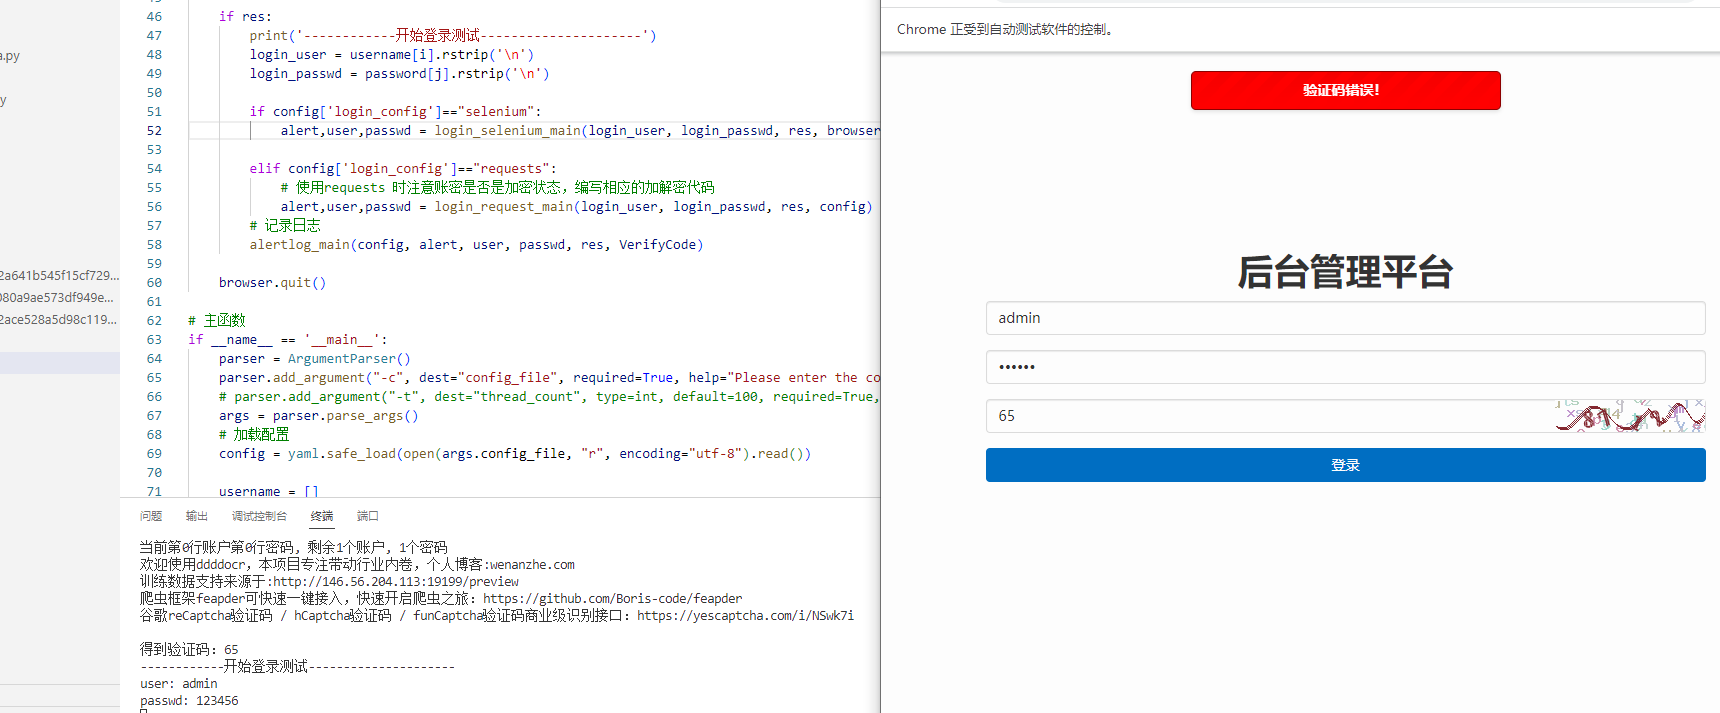 a.py
y
2a641b545f15cf729...
080a9ae573df949e...
2ace528a5d98c119...
46 if res:
47 print('------------开始登录测试---------------------')
48 login_user = username[i].rstrip('\n')
49 login_passwd = password[j].rstrip('\n')
50
51 if config['login_config']=="selenium":
52 alert,user,passwd = login_selenium_main(login_user, login_passwd, res, browser
53
54 elif config['login_config']=="requests":
55 # 使用requests 时注意账密是否是加密状态，编写相应的加解密代码
56 alert,user,passwd = login_request_main(login_user, login_passwd, res, config)
57 # 记录日志
58 alertlog_main(config, alert, user, passwd, res, VerifyCode)
59
60 browser.quit()
61
62 # 主函数
63 if __name__ == '__main__':
64 parser = ArgumentParser()
65 parser.add_argument("-c", dest="config_file", required=True, help="Please enter the co
66 # parser.add_argument("-t", dest="thread_count", type=int, default=100, required=True,
67 args = parser.parse_args()
68 # 加载配置
69 config = yaml.safe_load(open(args.config_file, "r", encoding="utf-8").read())
70
71 username = []
问题 输出 调试控制台 终端 端口
当前第0行账户第0行密码, 剩余1个账户, 1个密码
欢迎使用ddddocr，本项目专注带动行业内卷，个人博客:wenanzhe.com
训练数据支持来源于:http://146.56.204.113:19199/preview
爬虫框架feapder可快速一键接入，快速开启爬虫之旅：https://github.com/Boris-code/feapder
谷歌reCaptcha验证码 / hCaptcha验证码 / funCaptcha验证码商业级识别接口：https://yescaptcha.com/i/NSwk7i
得到验证码：65
------------开始登录测试---------------------
user: admin
passwd: 123456
Chrome 正受到自动测试软件的控制。
验证码错误！
后台管理平台
admin
••••••
65
登录